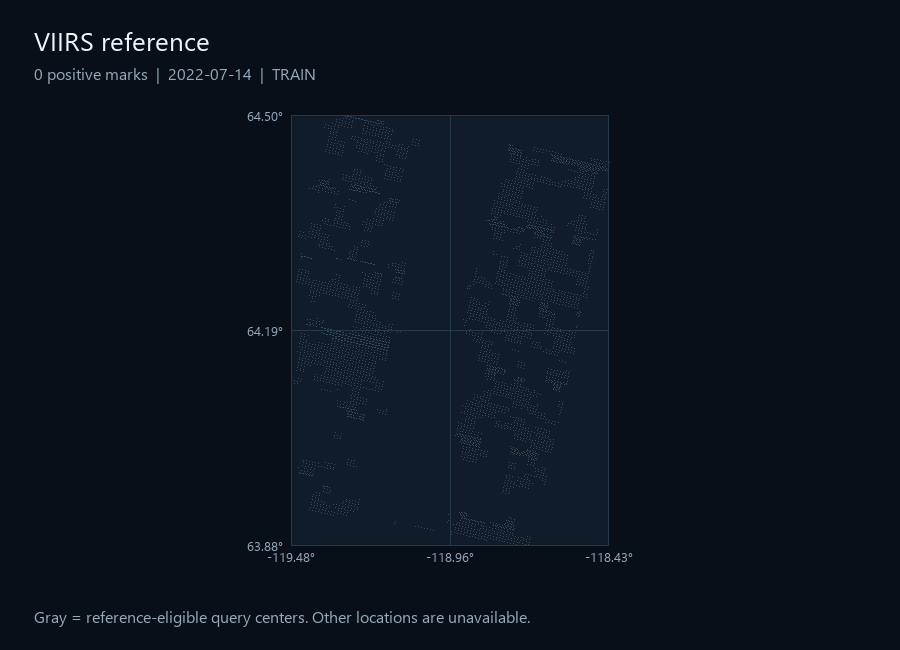 VIIRS reference
0 positive marks | 2022-07-14 | TRAIN
64.50°
64.19°
63.88°
-119.48° -118.96° -118.43°
Gray = reference-eligible query centers. Other locations are unavailable.